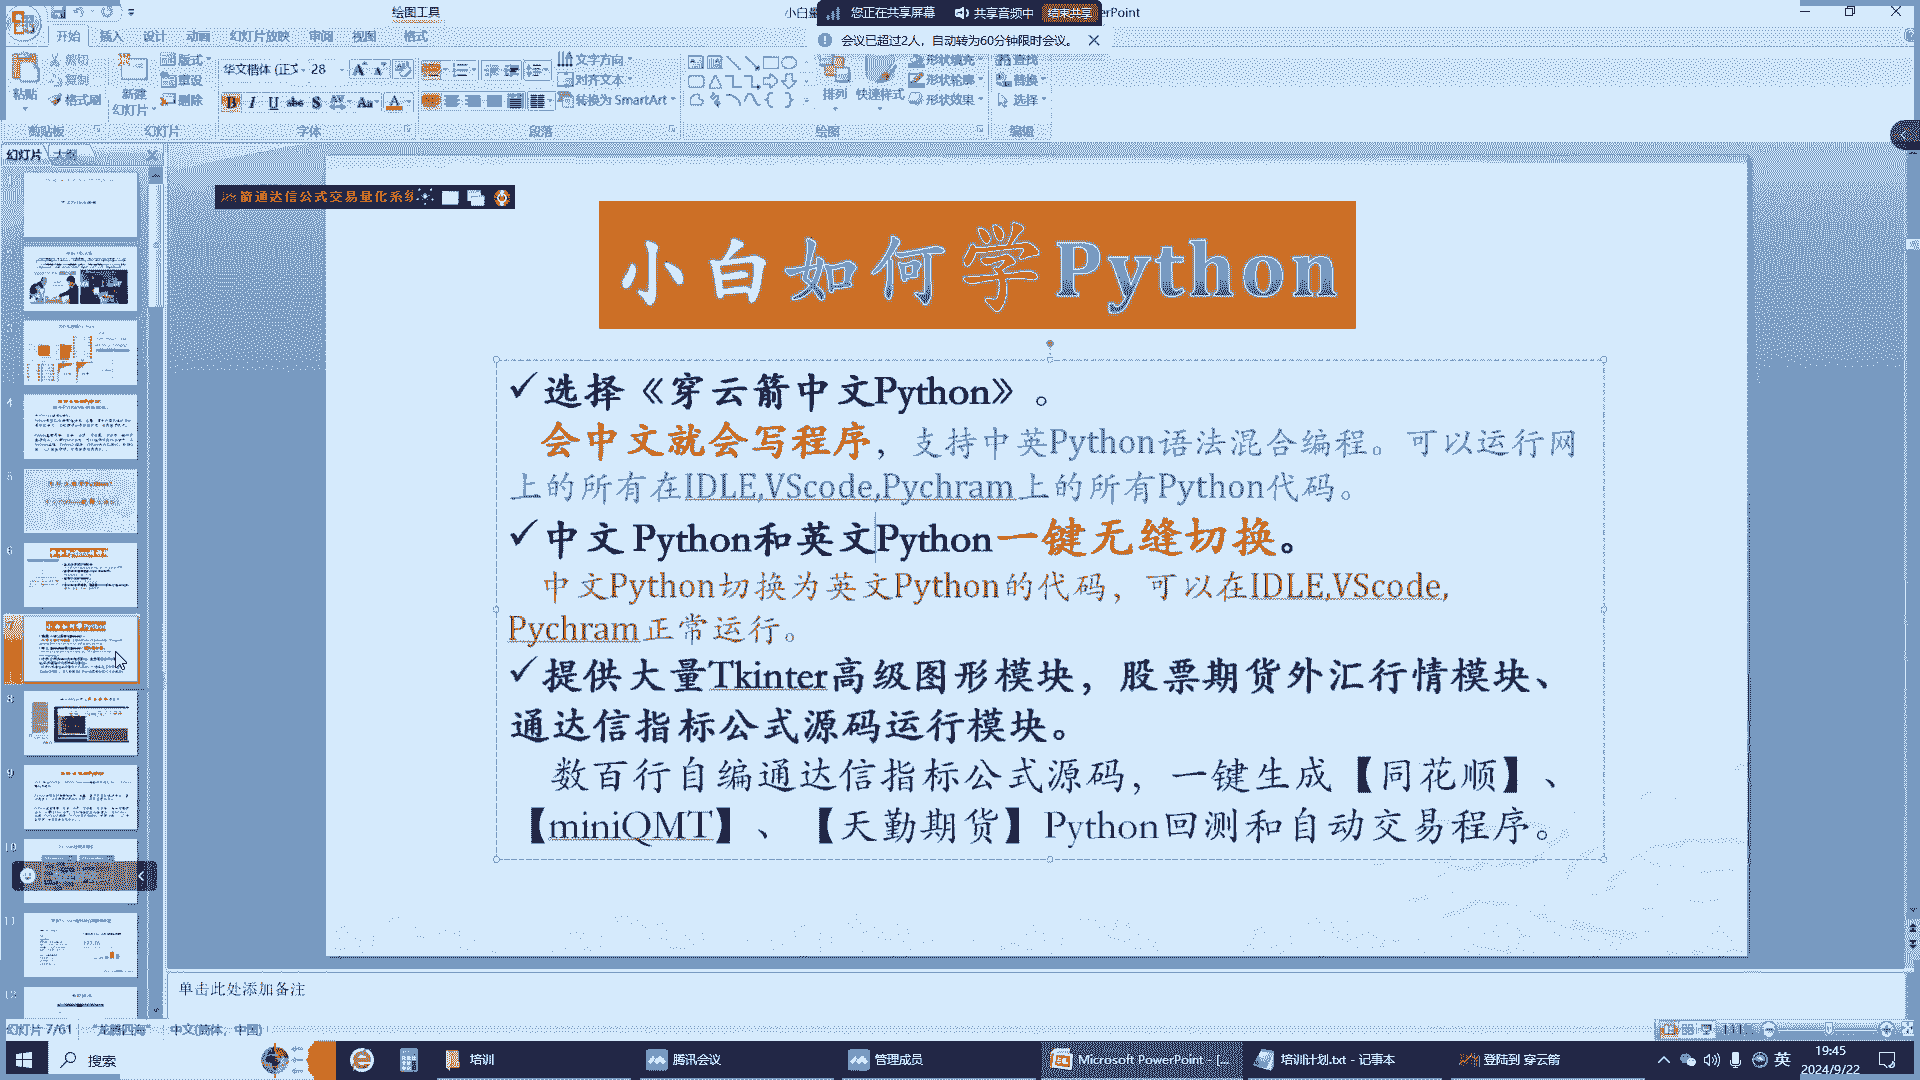 绘图工具
您正在共享屏幕
共享音频中
结束共享
会议已超过2人，自动转为60分钟限时会议。
开始
插入
设计
动画
幻灯片放映
审阅
视图
格式
粘贴
剪切
复制
格式刷
新建
幻灯片
版式
重设
删除
华文楷体 (正文
28
文字方向
对齐文本
转换为 SmartArt
排列
快速样式
形状填充
形状轮廓
形状效果
查找
替换
选择
剪贴板
幻灯片
字体
段落
绘图
编辑
幻灯片
大纲
箭通达信公式交易量化系统
小白如何学Python
✓选择《穿云箭中文Python》。
会中文就会写程序，支持中英Python语法混合编程。可以运行网
上的所有在IDLE,VScode,Pychram上的所有Python代码。
✓中文 Python和英文Python一键无缝切换。
中文Python切换为英文Python的代码，可以在IDLE,VScode,
Pychram正常运行。
✓提供大量Tkinter高级图形模块，股票期货外汇行情模块、
通达信指标公式源码运行模块。
数百行自编通达信指标公式源码，一键生成【同花顺】、
【miniQMT】、【天勤期货】Python回测和自动交易程序。
单击此处添加备注
幻灯片 7/61
"龙腾四海"
中文(简体，中国)
搜索
培训
腾讯会议
管理成员
Microsoft PowerPoint - [...
培训计划.txt - 记事本
登陆到 穿云箭
英
19:45
2024/9/22